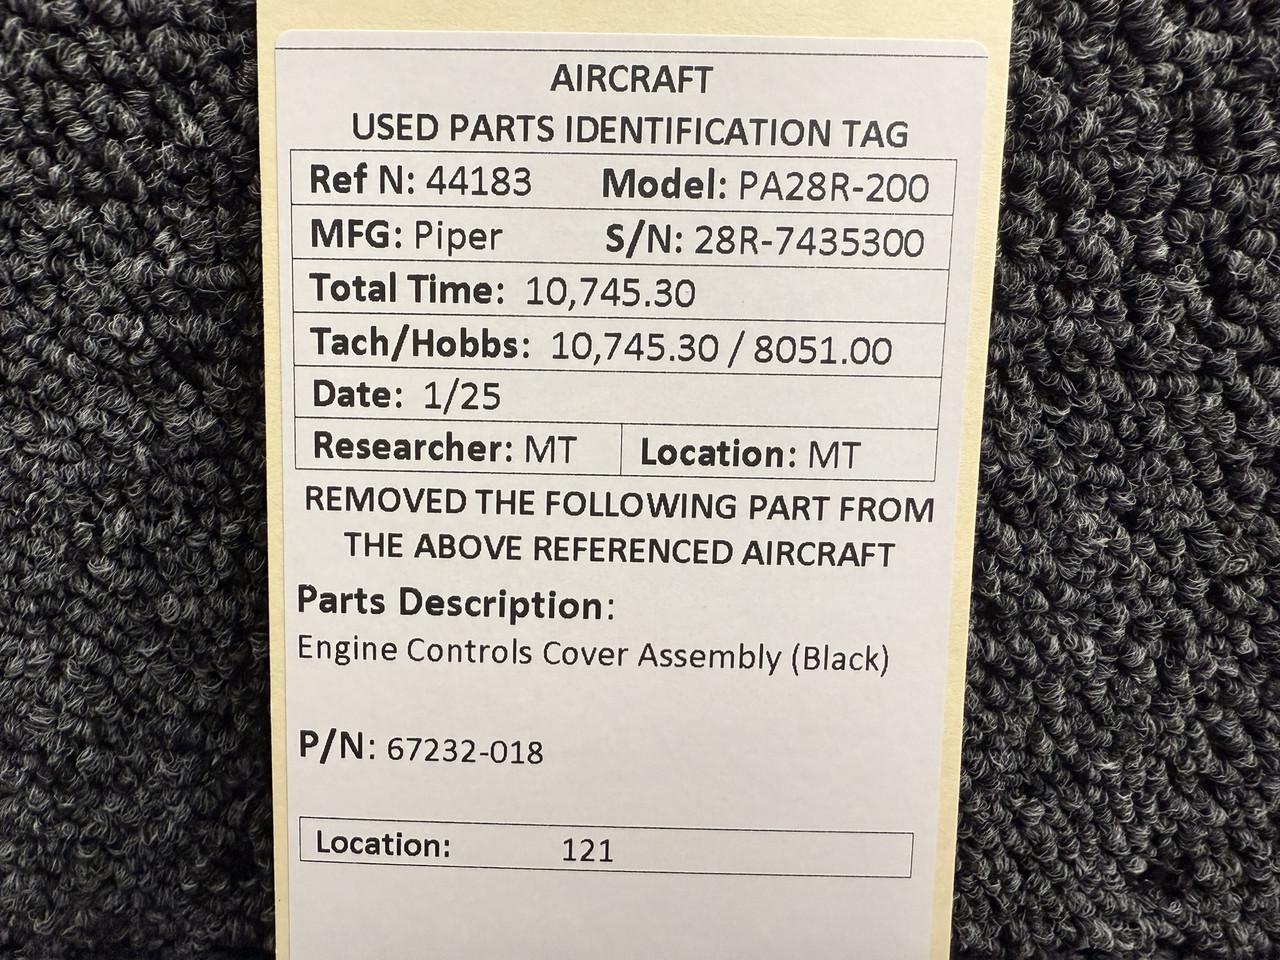 AIRCRAFT
USED PARTS IDENTIFICATION TAG
Ref N: 44183 Model: PA28R-200
MFG: Piper S/N: 28R-7435300
Total Time: 10,745.30
Tach/Hobbs: 10,745.30 / 8051.00
Date: 1/25
Researcher: MT Location: MT
REMOVED THE FOLLOWING PART FROM
THE ABOVE REFERENCED AIRCRAFT
Parts Description:
Engine Controls Cover Assembly (Black)
P/N: 67232-018
Location: 121